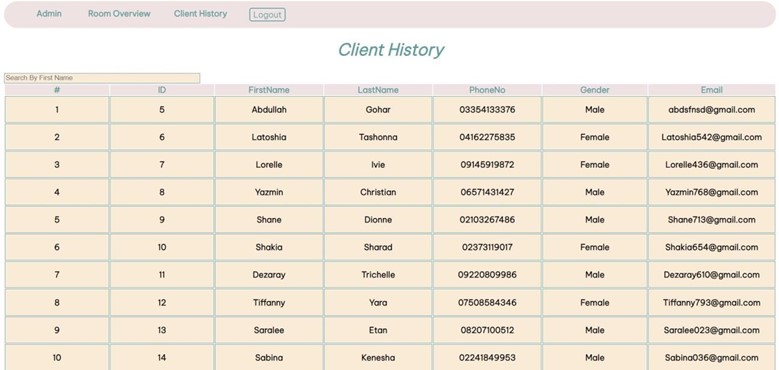 Admin Room Overview Client History Logout
Client History
Search By First Name
# ID FirstName LastName PhoneNo Gender Email
1 5 Abdullah Gohar 03354133376 Male abdsfnsd@gmail.com
2 6 Latoshia Tashonna 04162275835 Female Latoshia542@gmail.com
3 7 Lorelle Ivie 09145919872 Female Lorelle436@gmail.com
4 8 Yazmin Christian 06571431427 Male Yazmin768@gmail.com
5 9 Shane Dionne 02103267486 Male Shane713@gmail.com
6 10 Shakia Sharad 02373119017 Female Shakia654@gmail.com
7 11 Dezaray Trichelle 09220809986 Male Dezaray610@gmail.com
8 12 Tiffanny Yara 07508584346 Female Tiffanny793@gmail.com
9 13 Saralee Etan 08207100512 Male Saralee023@gmail.com
10 14 Sabina Kenesha 02241849953 Male Sabina036@gmail.com